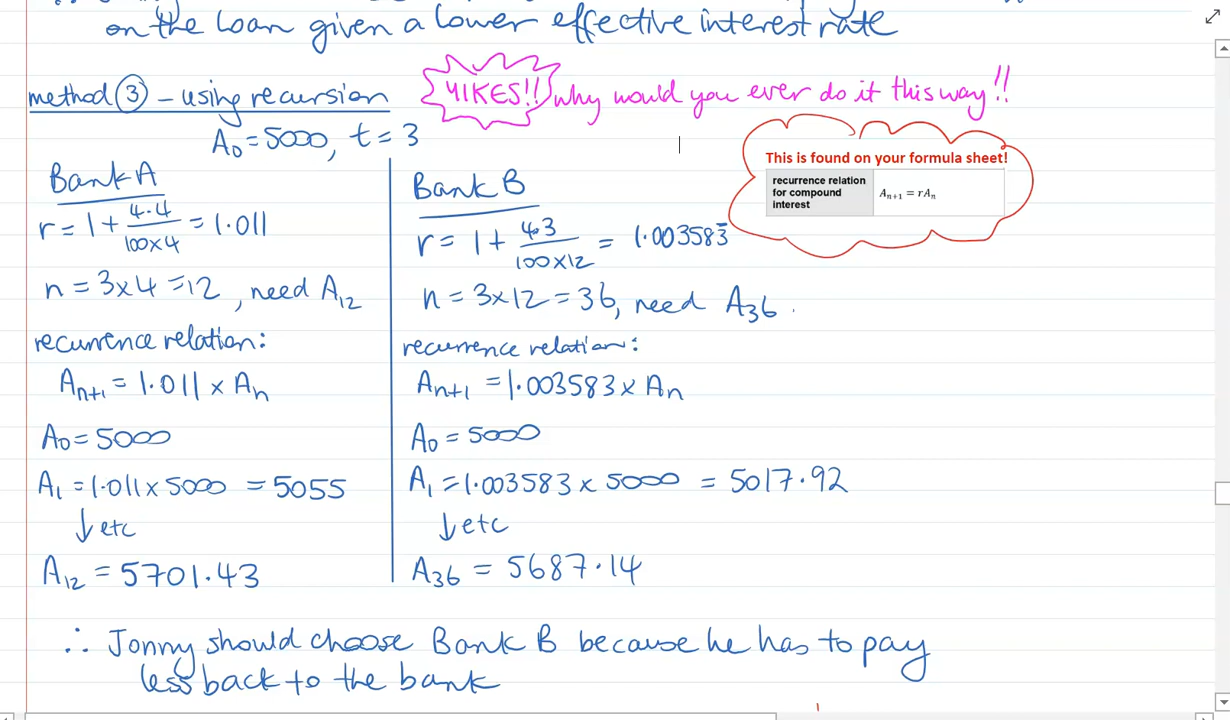 on the loan given a lower effective interest rate
method ③ - using recursion
YIKES!! Why would you ever do it this way!!
A₀ = 5000, t = 3
This is found on your formula sheet!
recurrence relation for compound interest
Aₙ₊₁ = rAₙ
Bank A
r = 1 + 4.4/(100×4) = 1.011
n = 3×4 = 12, need A₁₂
recurrence relation:
Aₙ₊₁ = 1.011 × Aₙ
A₀ = 5000
A₁ = 1.011 × 5000 = 5055
↓ etc
A₁₂ = 5701.43
Bank B
r = 1 + 4.3/(100×12) = 1.003583̅
n = 3×12 = 36, need A₃₆.
recurrence relation:
Aₙ₊₁ = 1.003583 × Aₙ
A₀ = 5000
A₁ = 1.003583 × 5000 = 5017.92
↓ etc
A₃₆ = 5687.14
∴ Jonny should choose Bank B because he has to pay
less back to the bank